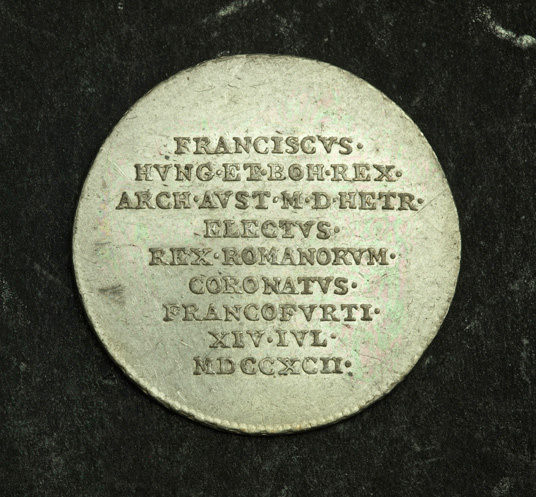 FRANCISCVS·
HVNG·ET·BOH·REX·
ARCH·AVST·M·D·HETR·
ELECTVS·
REX·ROMANORVM·
CORONATVS·
FRANCOFVRTI·
XIV·IVL·
MDCCXCII·